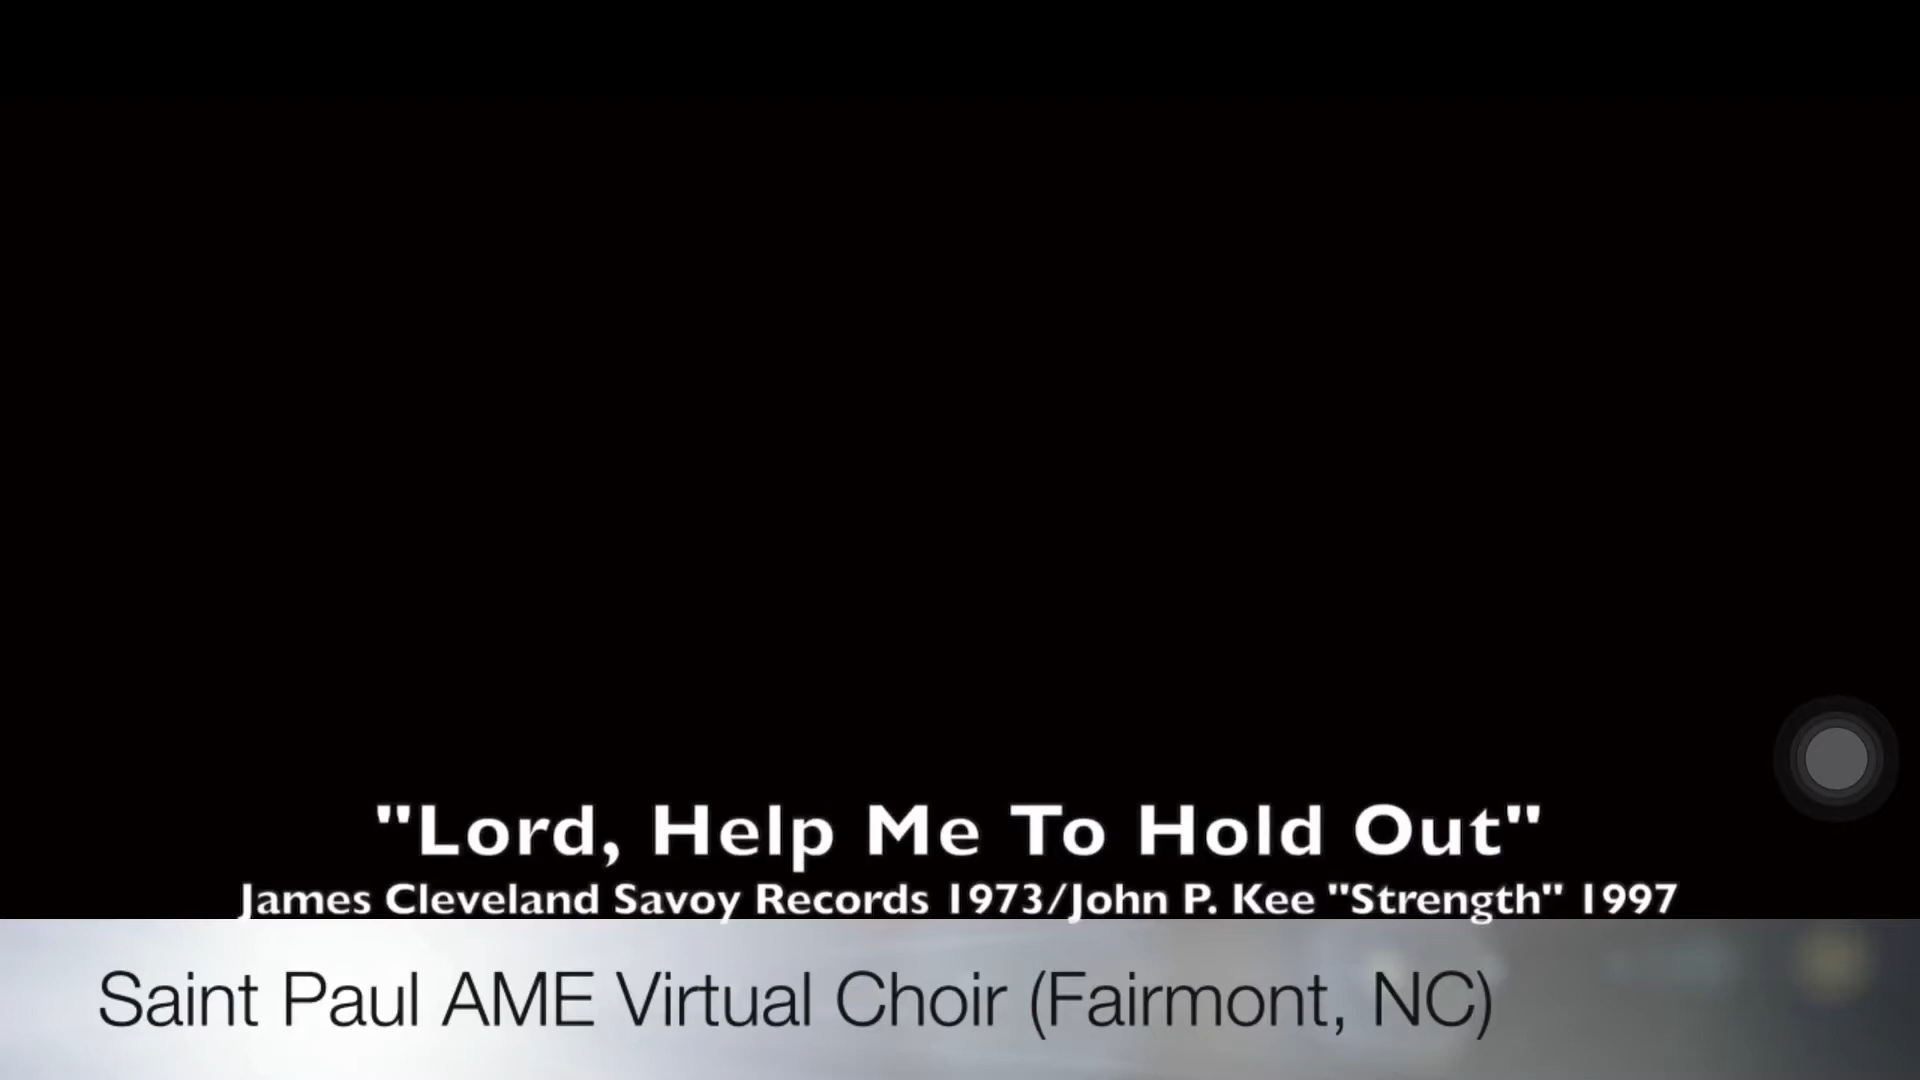 "Lord, Help Me To Hold Out"
James Cleveland Savoy Records 1973/John P. Kee "Strength" 1997
Saint Paul AME Virtual Choir (Fairmont, NC)